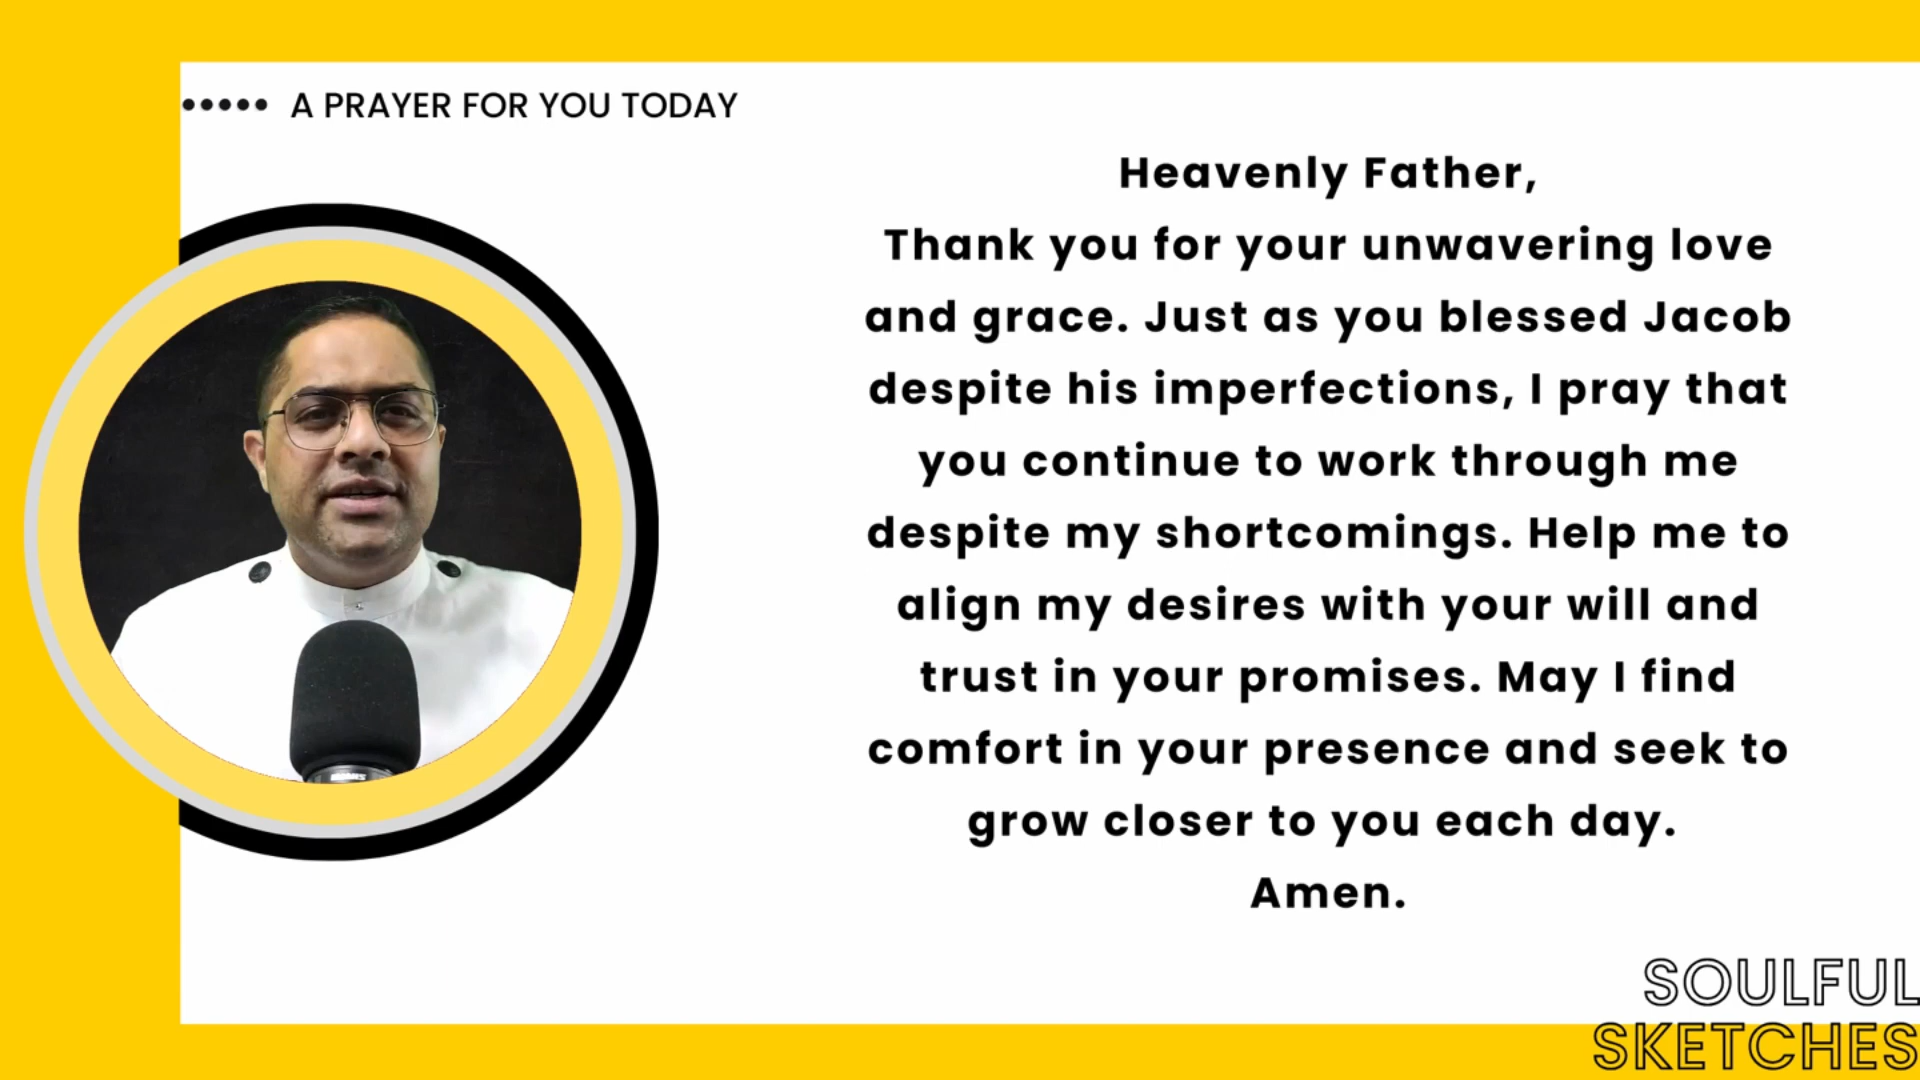 A PRAYER FOR YOU TODAY
Heavenly Father,
Thank you for your unwavering love
and grace. Just as you blessed Jacob
despite his imperfections, I pray that
you continue to work through me
despite my shortcomings. Help me to
align my desires with your will and
trust in your promises. May I find
comfort in your presence and seek to
grow closer to you each day.
Amen.
SOULFUL
SKETCHES